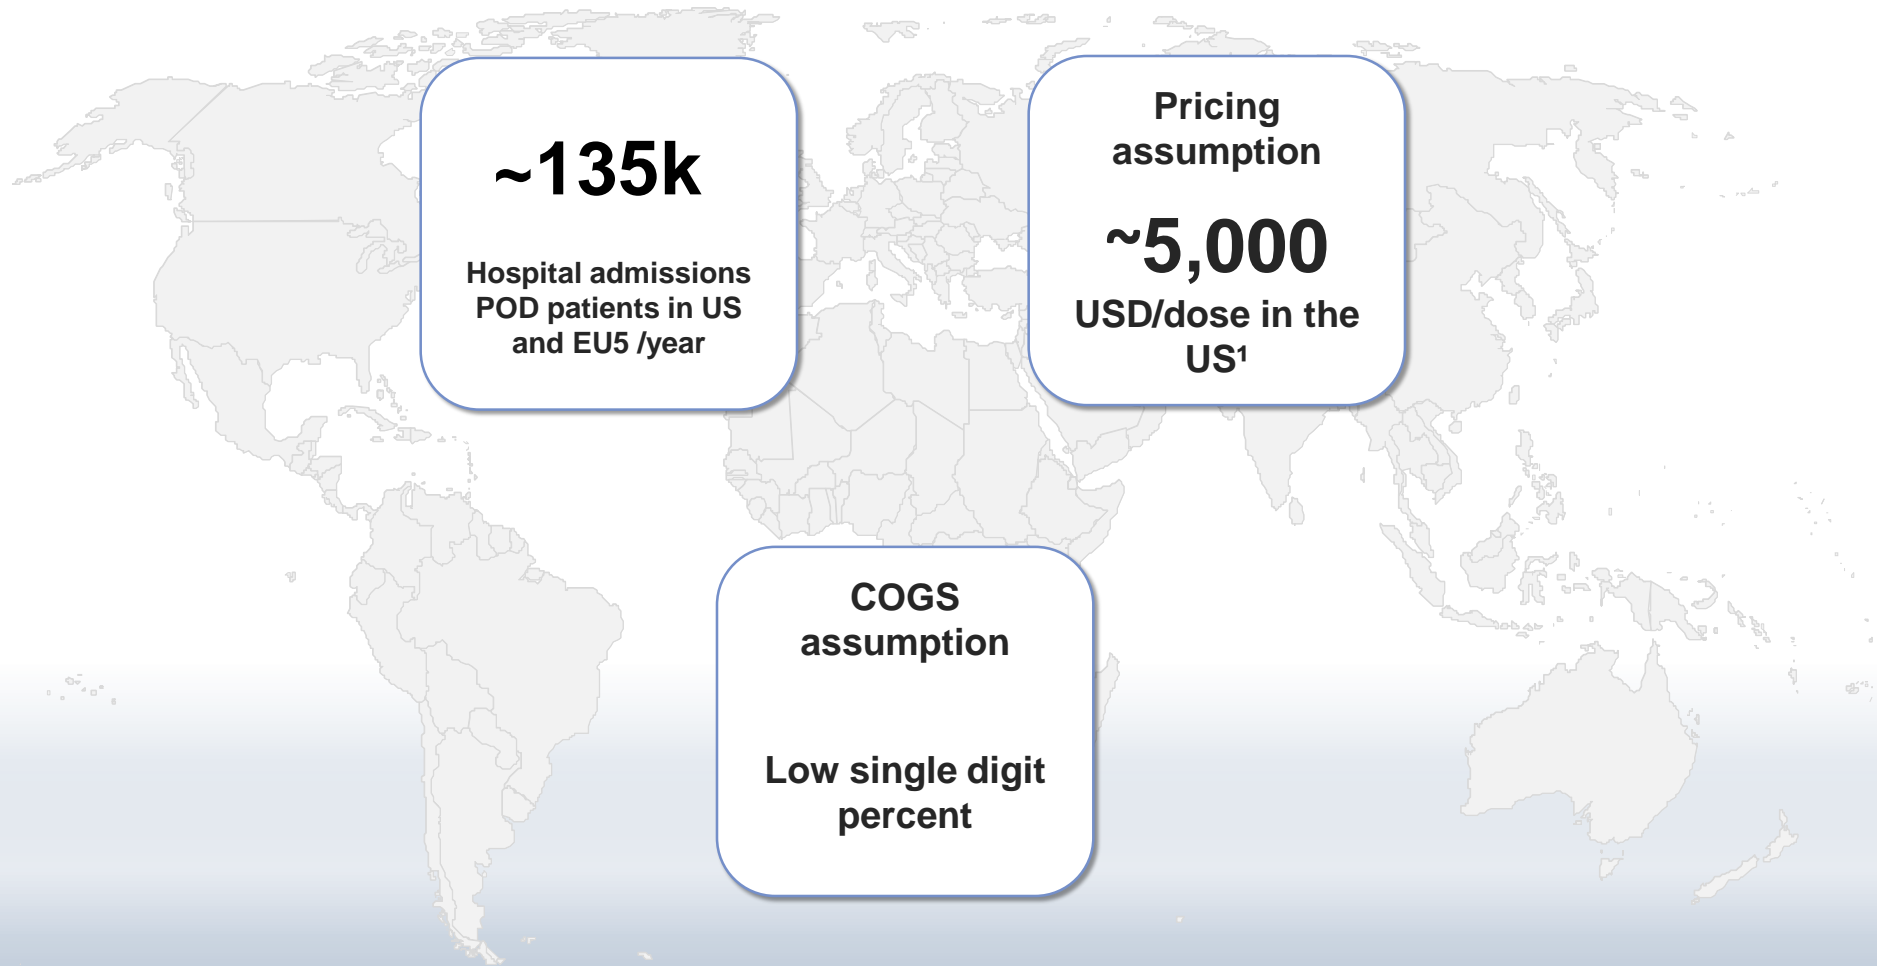 ~135k
Hospital admissions
POD patients in US
and EU5 /year
Pricing
assumption
~5,000
USD/dose in the
US¹
COGS
assumption
Low single digit
percent